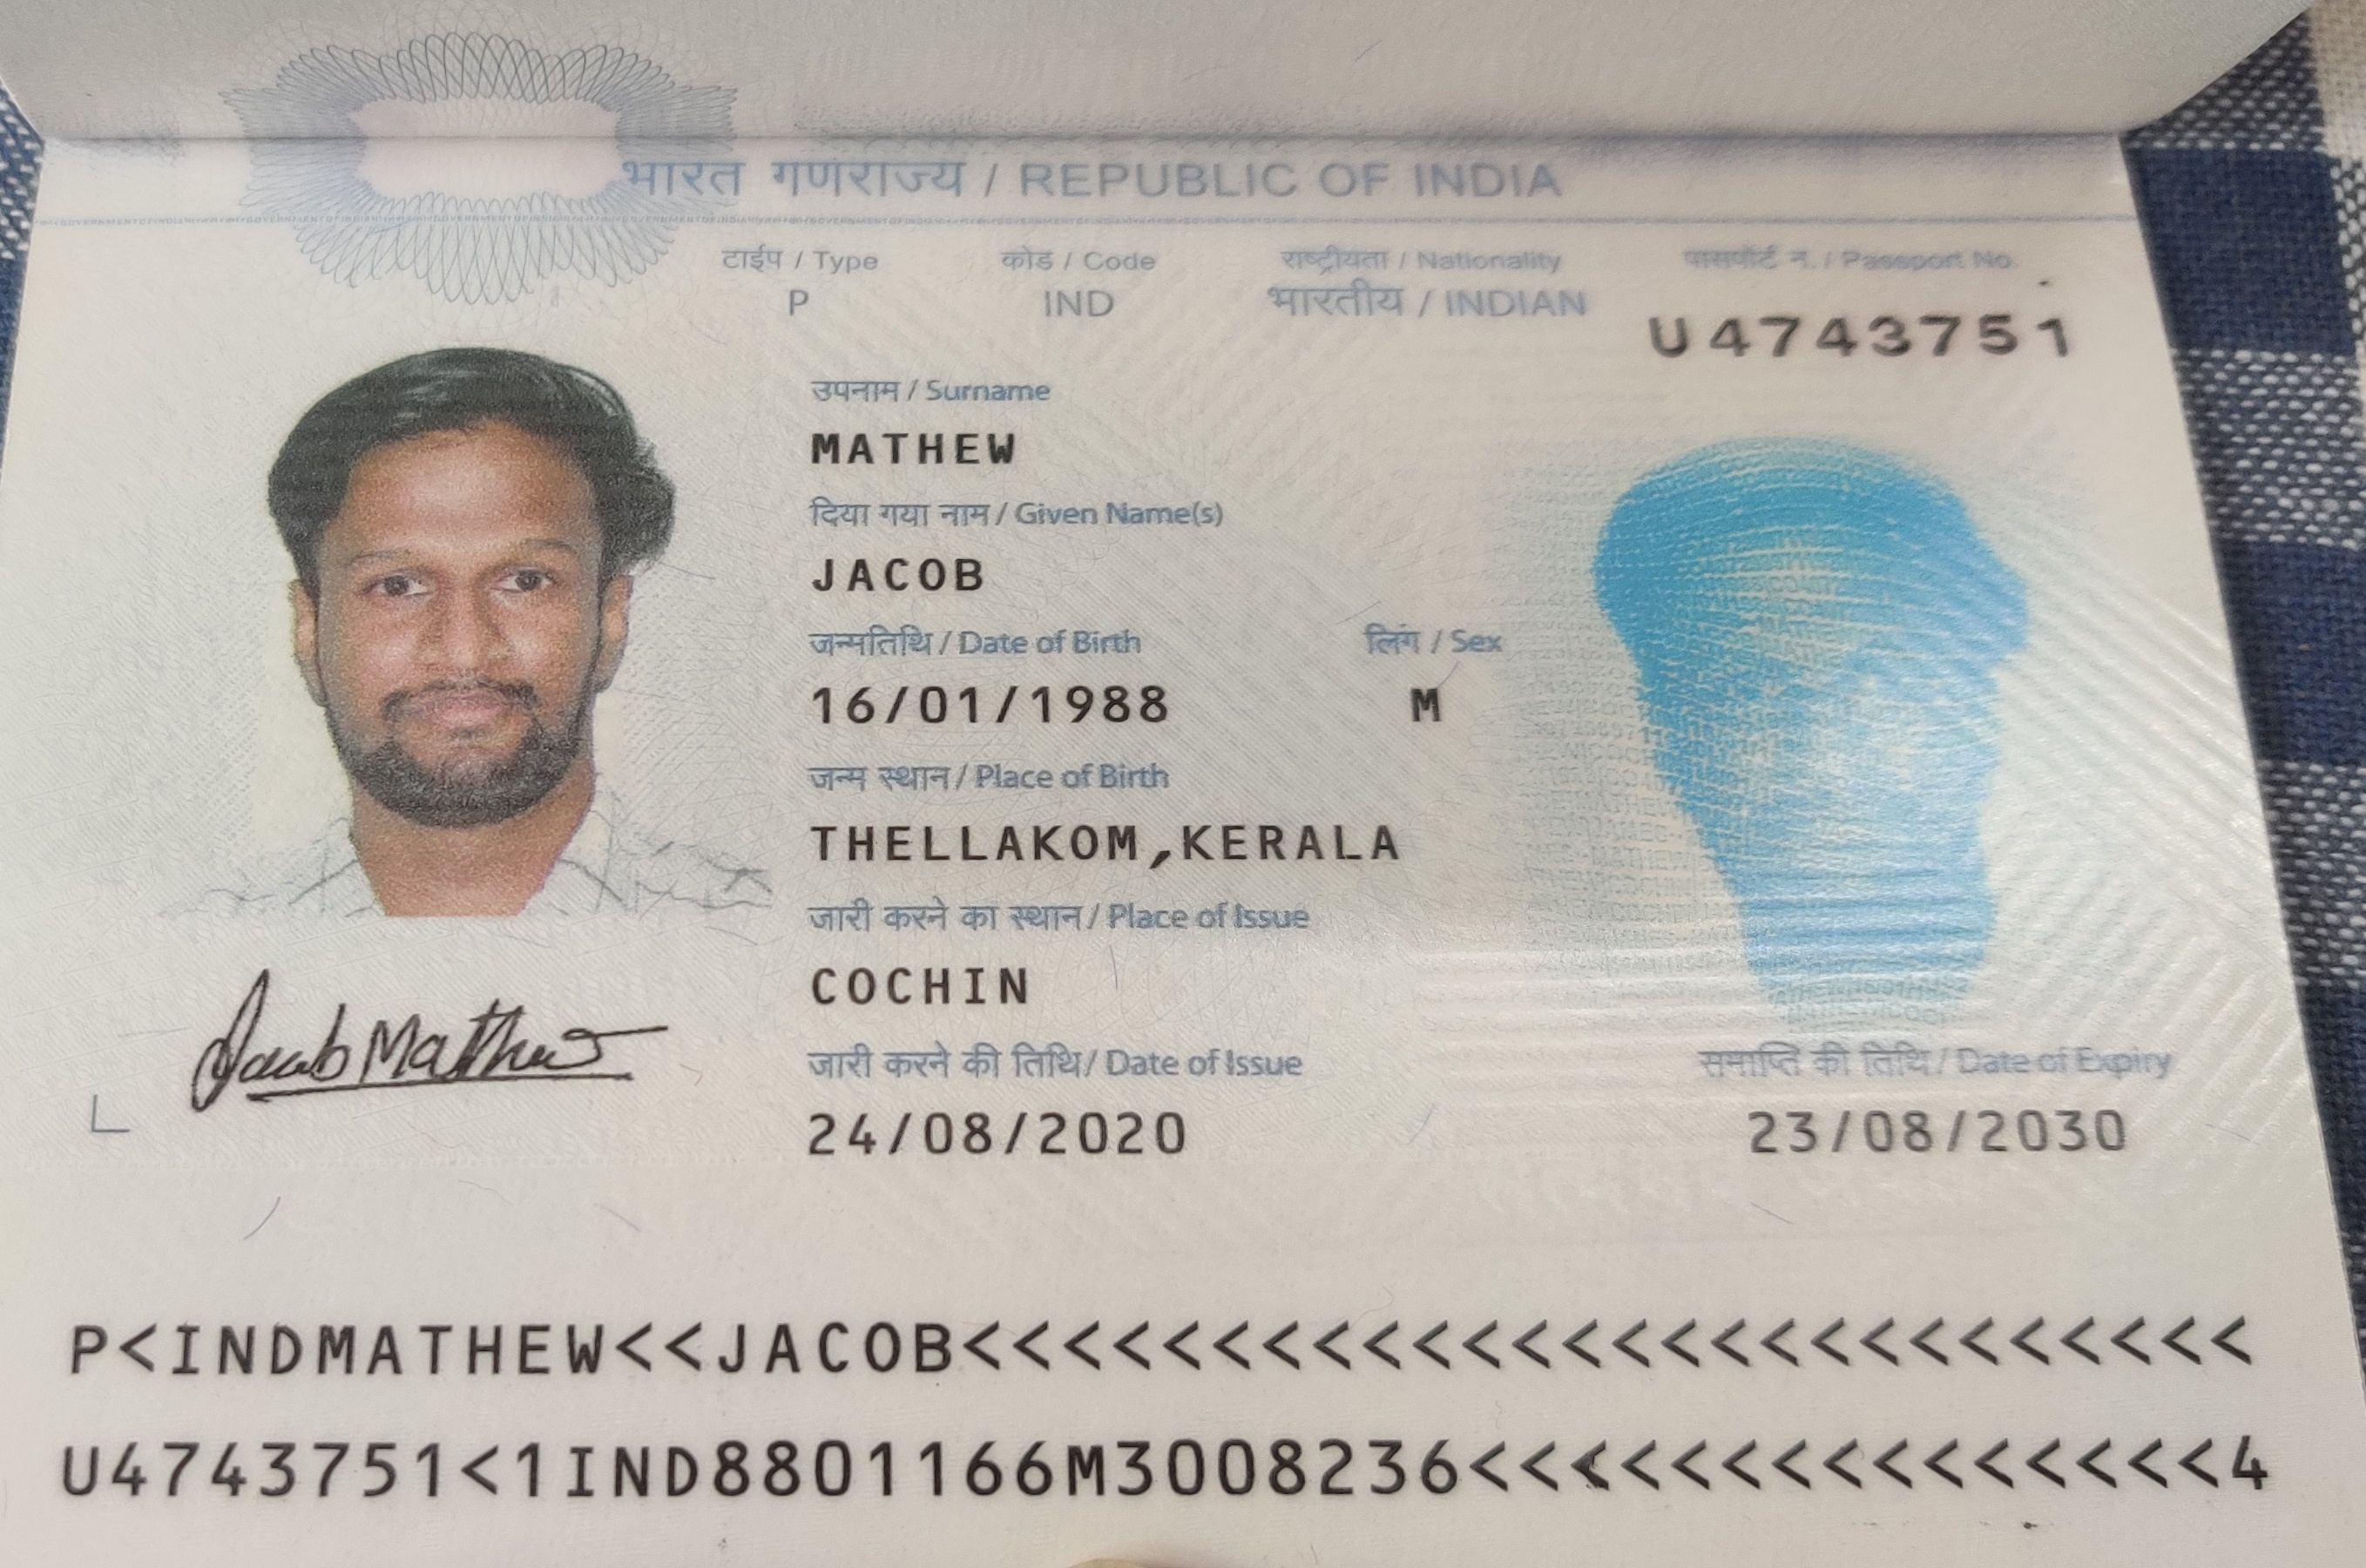 भारत गणराज्य / REPUBLIC OF INDIA
टाईप / Type कोड / Code राष्ट्रीयता / Nationality पासपोर्ट न. / Passport No.
P IND भारतीय / INDIAN U4743751
उपनाम / Surname
MATHEW
दिया गया नाम / Given Name(s)
JACOB
जन्मतिथि / Date of Birth लिंग / Sex
16/01/1988 M
जन्म स्थान / Place of Birth
THELLAKOM,KERALA
जारी करने का स्थान / Place of Issue
COCHIN
Jacob Mathew
जारी करने की तिथि / Date of Issue समाप्ति की तिथि / Date of Expiry
24/08/2020 23/08/2030
P<INDMATHEW<<JACOB<<<<<<<<<<<<<<<<<<<<<<<<<<
U4743751<1IND8801166M3008236<<<<<<<<<<<<<<<4